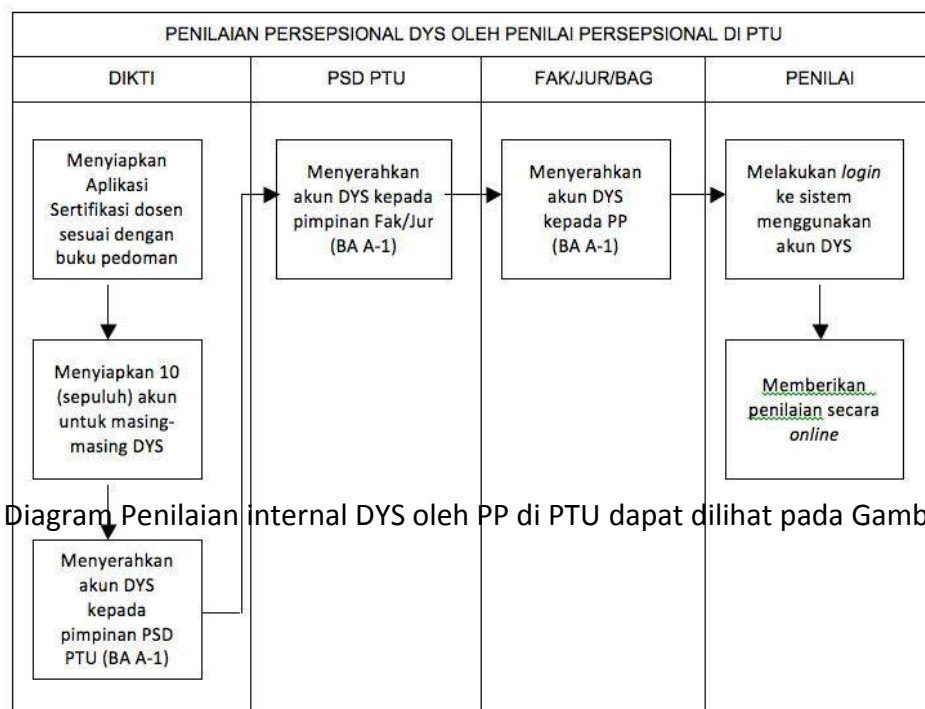 PENILAIAN PERSEPSIONAL DYS OLEH PENILAI PERSEPSIONAL DI PTU
DIKTI
PSD PTU
FAK/JUR/BAG
PENILAI
Menyiapkan
Aplikasi
Sertifikasi dosen
sesuai dengan
buku pedoman
Menyerahkan
akun DYS kepada
pimpinan Fak/Jur
(BA A-1)
Menyerahkan
akun DYS
kepada PP
(BA A-1)
Melakukan login
ke sistem
menggunakan
akun DYS
Menyiapkan 10
(sepuluh) akun
untuk masing-
masing DYS
Memberikan
penilaian secara
online
Diagram Penilaian internal DYS oleh PP di PTU dapat dilihat pada Gamb
Menyerahkan
akun DYS
kepada
pimpinan PSD
PTU (BA A-1)